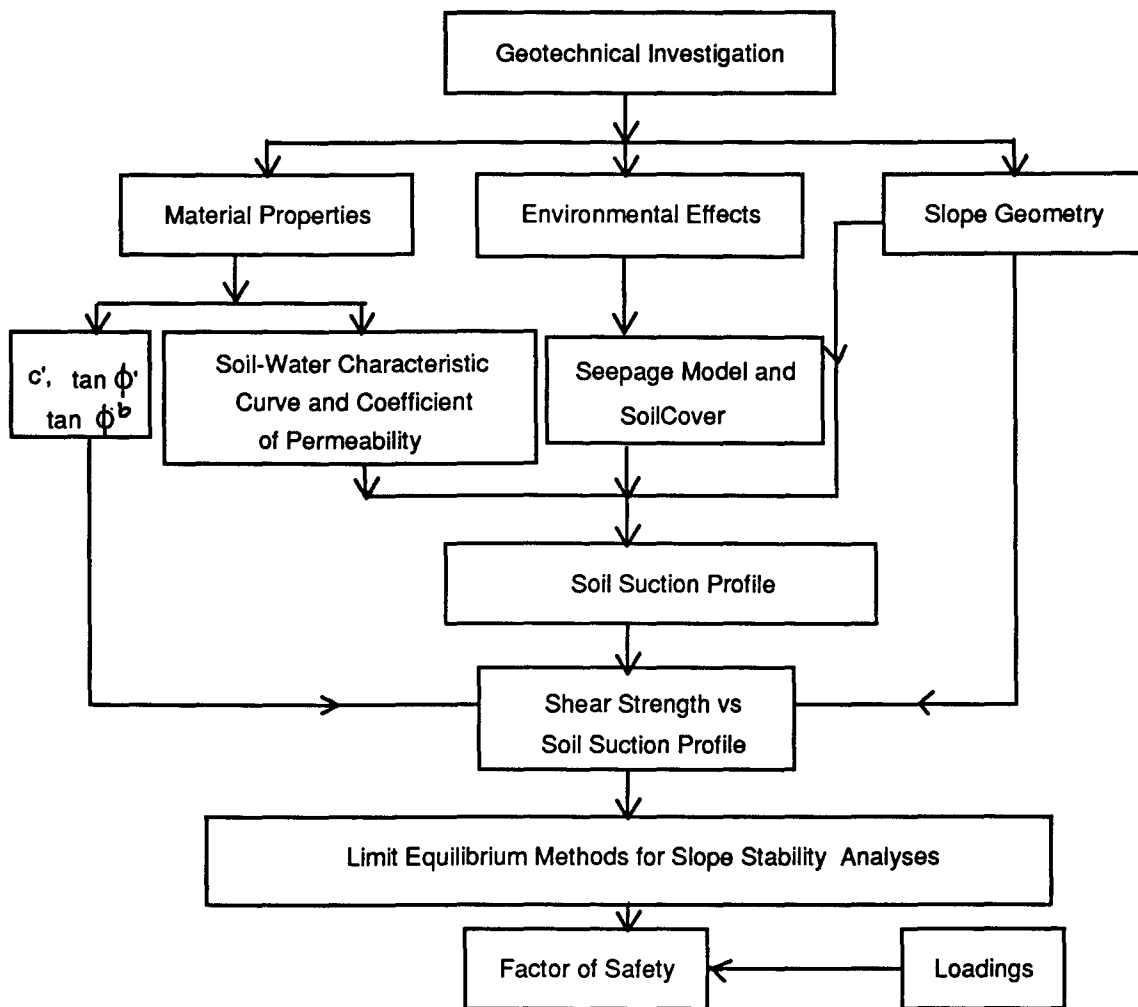 Geotechnical Investigation
Material Properties
Environmental Effects
Slope Geometry
c', tan ϕ'
tan ϕᵇ
Soil-Water Characteristic
Curve and Coefficient
of Permeability
Seepage Model and
SoilCover
Soil Suction Profile
Shear Strength vs
Soil Suction Profile
Limit Equilibrium Methods for Slope Stability Analyses
Factor of Safety
Loadings